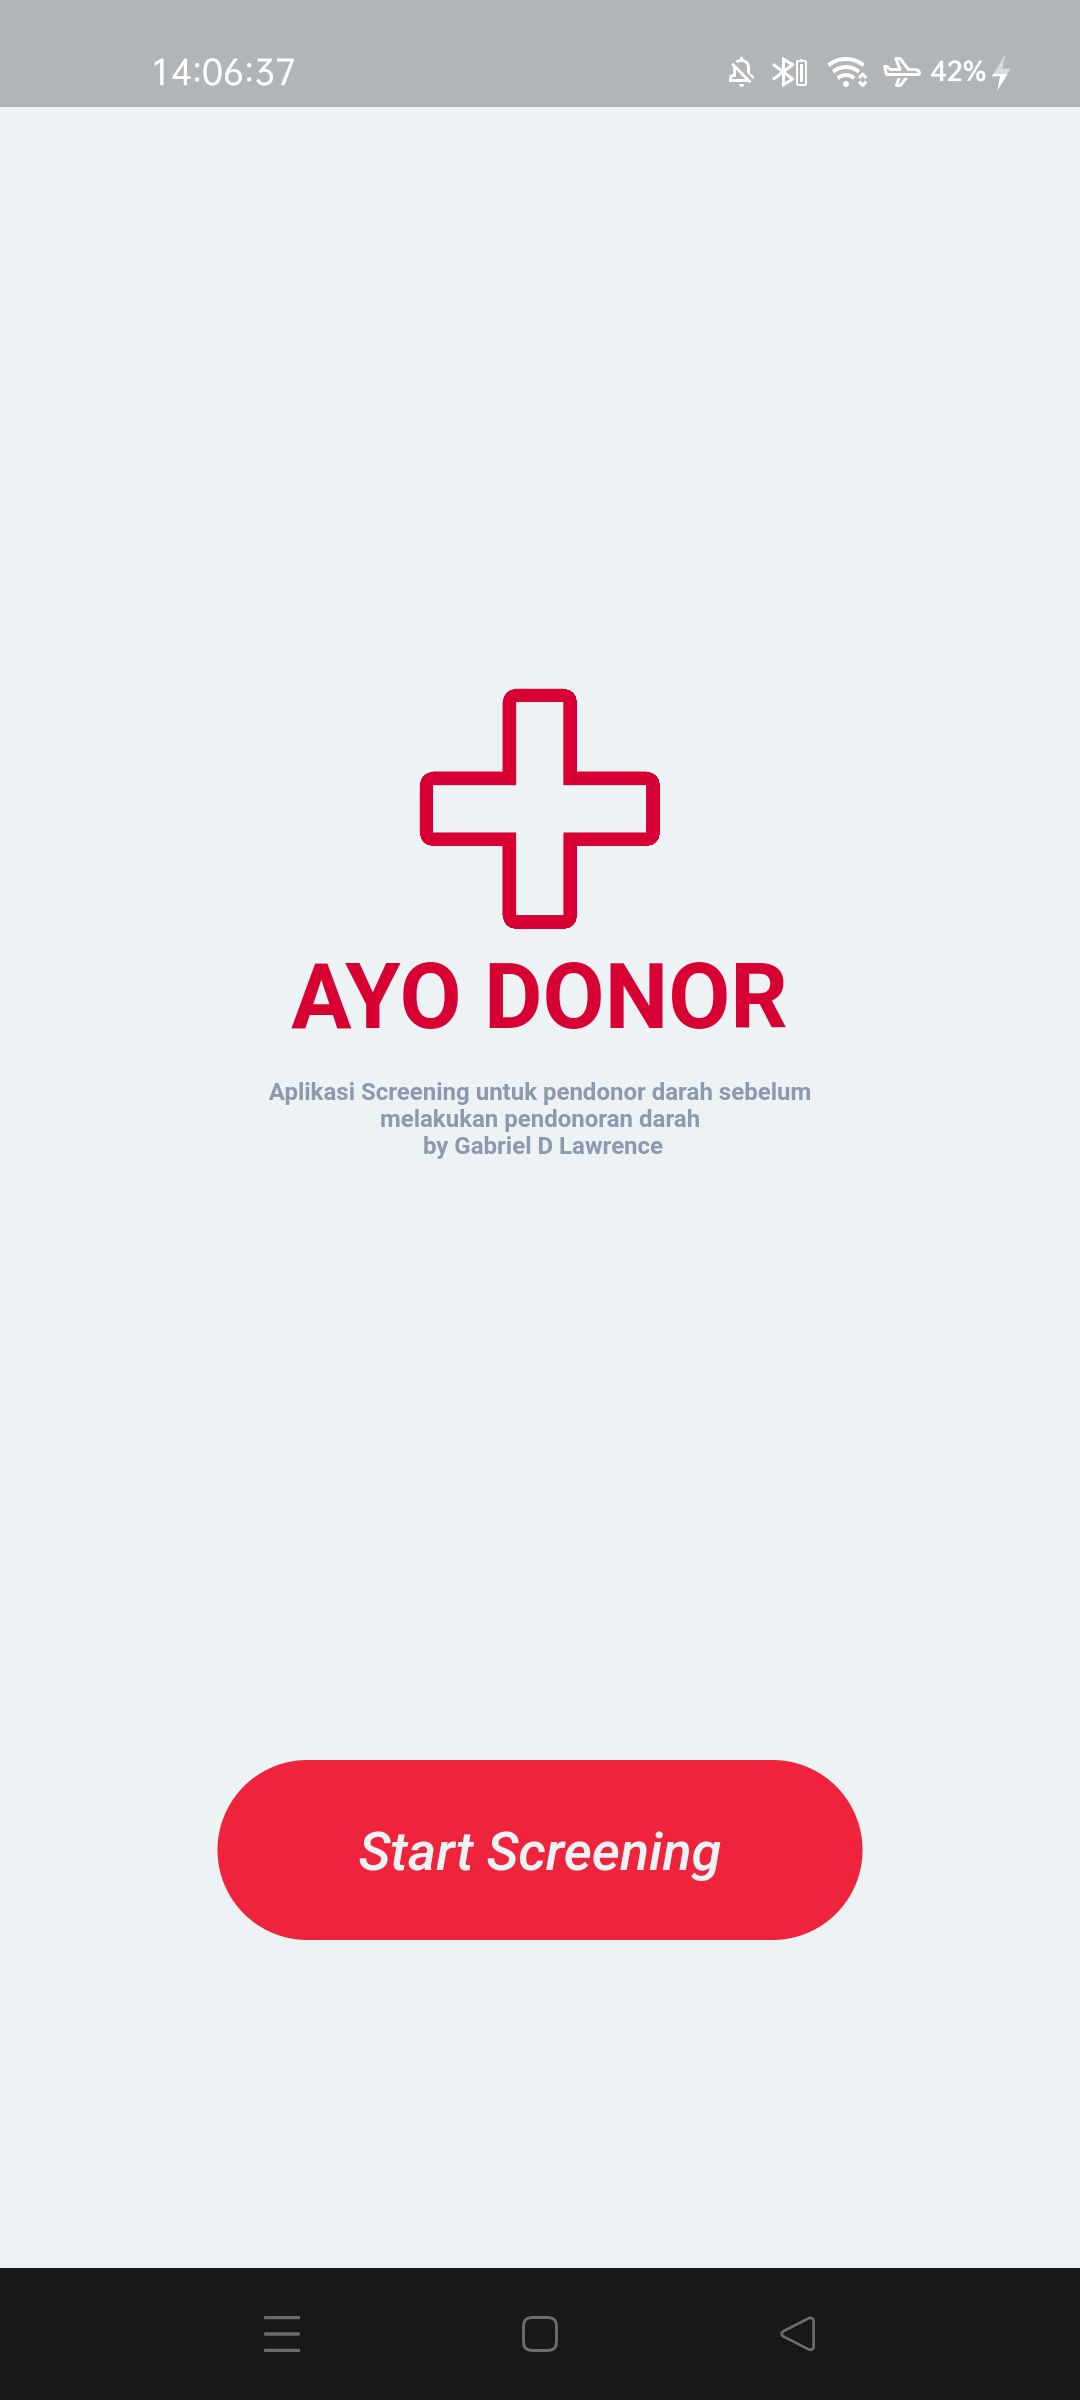 14:06:37
42%
AYO DONOR
Aplikasi Screening untuk pendonor darah sebelum
melakukan pendonoran darah
by Gabriel D Lawrence
Start Screening